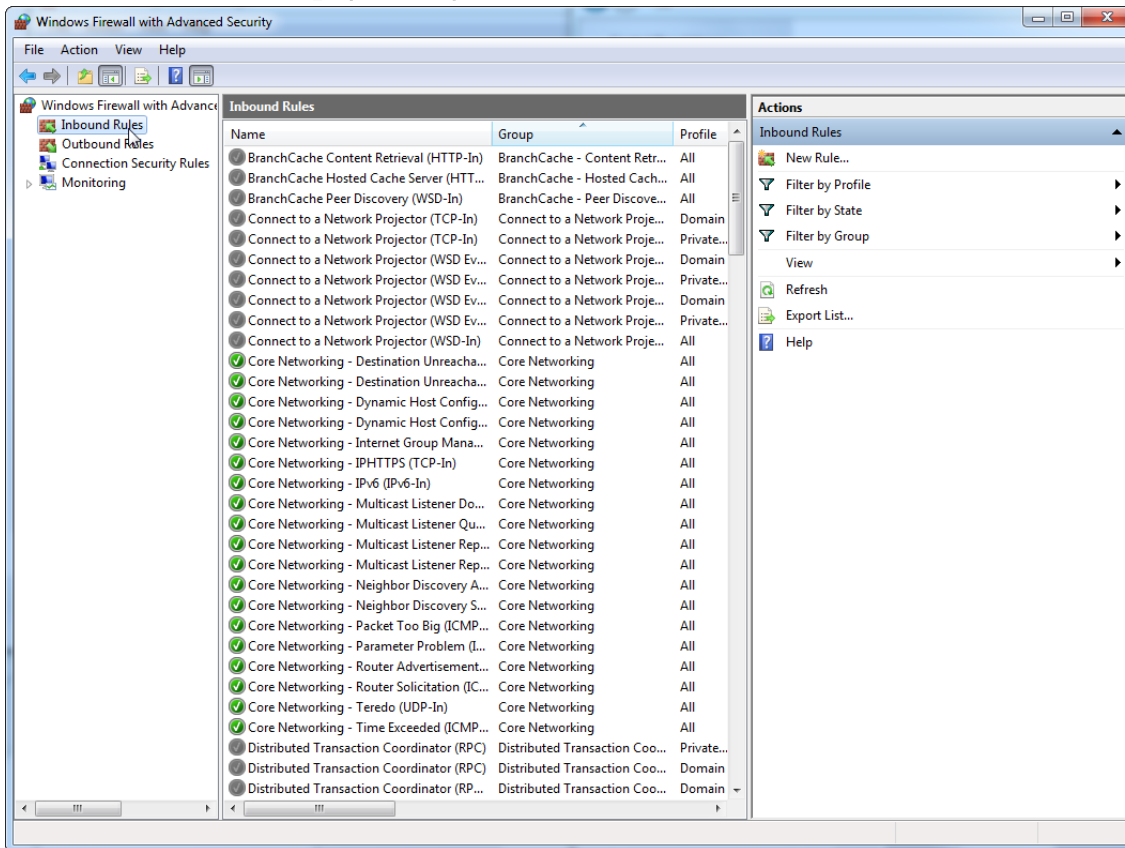 Windows Firewall with Advanced Security
File Action View Help
Windows Firewall with Advance
Inbound Rules
Outbound Rules
Connection Security Rules
Monitoring
Inbound Rules
Name Group Profile
BranchCache Content Retrieval (HTTP-In) BranchCache - Content Retr... All
BranchCache Hosted Cache Server (HTT... BranchCache - Hosted Cach... All
BranchCache Peer Discovery (WSD-In) BranchCache - Peer Discove... All
Connect to a Network Projector (TCP-In) Connect to a Network Proje... Domain
Connect to a Network Projector (TCP-In) Connect to a Network Proje... Private...
Connect to a Network Projector (WSD Ev... Connect to a Network Proje... Domain
Connect to a Network Projector (WSD Ev... Connect to a Network Proje... Private...
Connect to a Network Projector (WSD Ev... Connect to a Network Proje... Domain
Connect to a Network Projector (WSD Ev... Connect to a Network Proje... Private...
Connect to a Network Projector (WSD-In) Connect to a Network Proje... All
Core Networking - Destination Unreacha... Core Networking All
Core Networking - Destination Unreacha... Core Networking All
Core Networking - Dynamic Host Config... Core Networking All
Core Networking - Dynamic Host Config... Core Networking All
Core Networking - Internet Group Mana... Core Networking All
Core Networking - IPHTTPS (TCP-In) Core Networking All
Core Networking - IPv6 (IPv6-In) Core Networking All
Core Networking - Multicast Listener Do... Core Networking All
Core Networking - Multicast Listener Qu... Core Networking All
Core Networking - Multicast Listener Rep... Core Networking All
Core Networking - Multicast Listener Rep... Core Networking All
Core Networking - Neighbor Discovery A... Core Networking All
Core Networking - Neighbor Discovery S... Core Networking All
Core Networking - Packet Too Big (ICMP... Core Networking All
Core Networking - Parameter Problem (I... Core Networking All
Core Networking - Router Advertisement... Core Networking All
Core Networking - Router Solicitation (IC... Core Networking All
Core Networking - Teredo (UDP-In) Core Networking All
Core Networking - Time Exceeded (ICMP... Core Networking All
Distributed Transaction Coordinator (RPC) Distributed Transaction Coo... Private...
Distributed Transaction Coordinator (RPC) Distributed Transaction Coo... Domain
Distributed Transaction Coordinator (RP... Distributed Transaction Coo... Domain
Actions
Inbound Rules
New Rule...
Filter by Profile
Filter by State
Filter by Group
View
Refresh
Export List...
Help